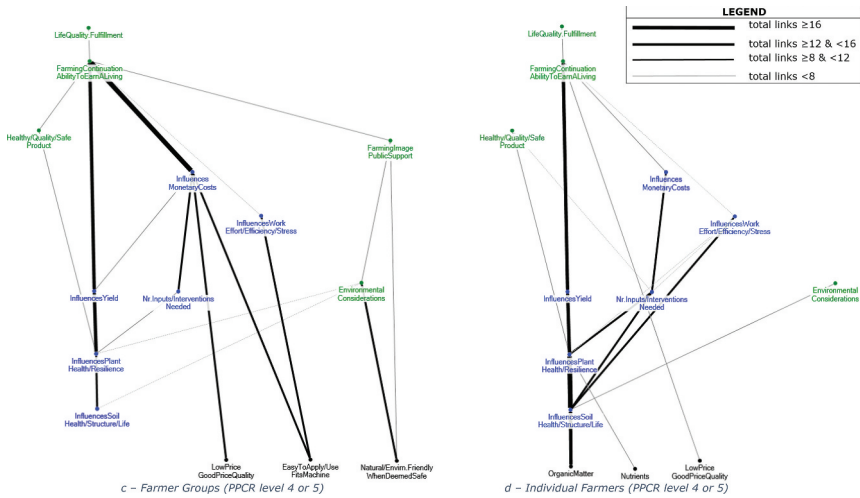 LEGEND
total links ≥16
total links ≥12 & <16
total links ≥8 & <12
total links <8
LifeQuality.Fulfillment
FarmingContinuation
AbilityToEarnALiving
Healthy/Quality/Safe
Product
FarmingImage
PublicSupport
Influences
MonetaryCosts
InfluencesWork
Effort/Efficiency/Stress
InfluencesYield
Nr.Inputs/Interventions
Needed
Environmental
Considerations
InfluencesPlant
Health/Resilience
InfluencesSoil
Health/Structure/Life
LowPrice
GoodPriceQuality
EasyToApply/Use
FitsMachine
Natural/Envirn.Friendly
WhenDeemedSafe
c – Farmer Groups (PPCR level 4 or 5)
LifeQuality.Fulfillment
FarmingContinuation
AbilityToEarnALiving
Healthy/Quality/Safe
Product
Influences
MonetaryCosts
InfluencesWork
Effort/Efficiency/Stress
InfluencesYield
Nr.Inputs/Interventions
Needed
Environmental
Considerations
InfluencesPlant
Health/Resilience
InfluencesSoil
Health/Structure/Life
OrganicMatter
Nutrients
LowPrice
GoodPriceQuality
d – Individual Farmers (PPCR level 4 or 5)